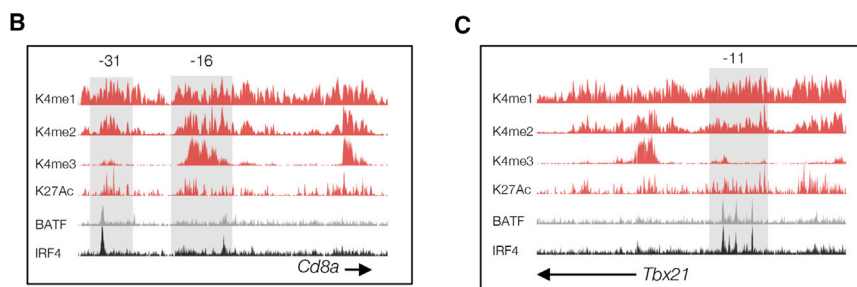 B
-31 -16
K4me1
K4me2
K4me3
K27Ac
BATF
IRF4
Cd8a
C
-11
K4me1
K4me2
K4me3
K27Ac
BATF
IRF4
Tbx21